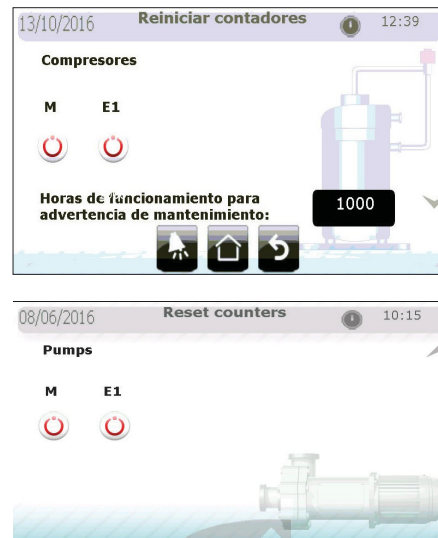 13/10/2016 Reiniciar contadores 12:39
Compresores
M E1
Horas de funcionamiento para 1000
advertencia de mantenimiento:
08/06/2016 Reset counters 10:15
Pumps
M E1